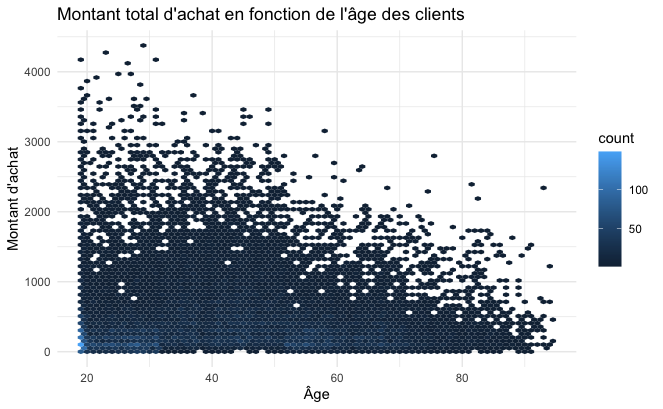 Montant total d'achat en fonction de l'âge des clients
Montant d'achat
4000
3000
2000
1000
0
20 40 60 80
Âge
count
100
50